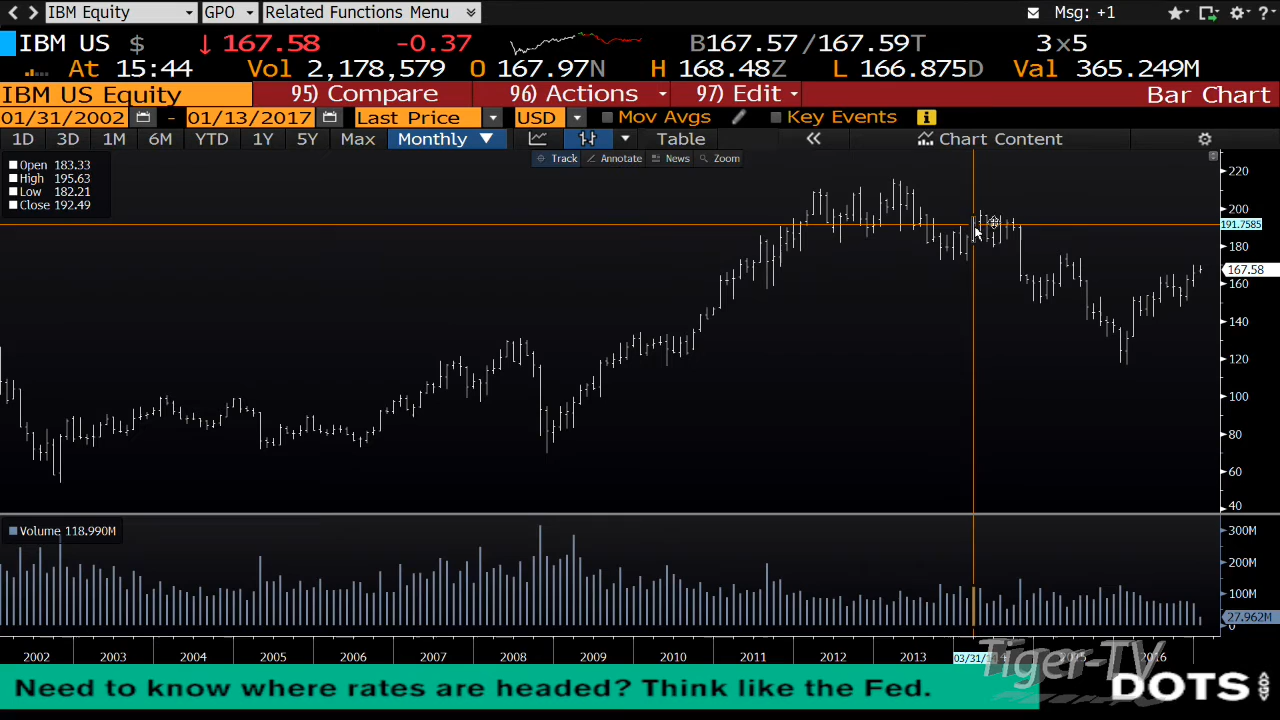 IBM Equity GPO Related Functions Menu Msg: +1
IBM US $ ↓ 167.58 -0.37 B167.57/167.59T 3x5
At 15:44 Vol 2,178,579 O 167.97N H 168.48Z L 166.875D Val 365.249M
IBM US Equity 95) Compare 96) Actions 97) Edit Bar Chart
01/31/2002 - 01/13/2017 Last Price USD Mov Avgs Key Events
1D 3D 1M 6M YTD 1Y 5Y Max Monthly ▼ Table « Chart Content
Track Annotate News Zoom
Open 183.33
High 195.63
Low 182.21
Close 192.49
220
200
191.7585
180
167.58
160
140
120
100
80
60
40
Volume 118.990M
300M
200M
100M
27.962M
0
2002 2003 2004 2005 2006 2007 2008 2009 2010 2011 2012 2013 03/31/14 2015 2016
Tiger-TV
Need to know where rates are headed? Think like the Fed.
DOTS